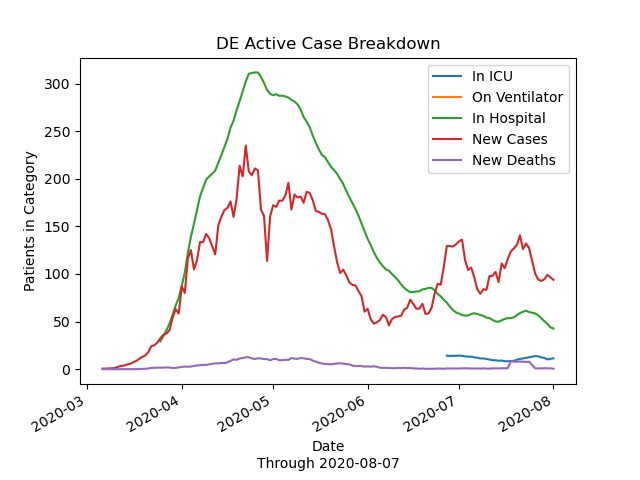 DE Active Case Breakdown
In ICU
On Ventilator
In Hospital
New Cases
New Deaths
Patients in Category
300
250
200
150
100
50
0
2020-03
2020-04
2020-05
2020-06
2020-07
2020-08
Date
Through 2020-08-07